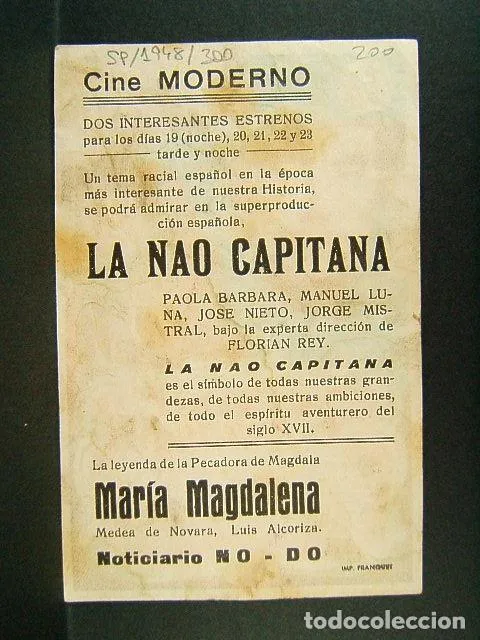 SP/1948/300
200
Cine MODERNO
DOS INTERESANTES ESTRENOS
para los días 19 (noche), 20, 21, 22 y 23
tarde y noche
Un tema racial español en la época
más interesante de nuestra Historia,
se podrá admirar en la superproduc-
ción española,
LA NAO CAPITANA
PAOLA BARBARA, MANUEL LU-
NA, JOSE NIETO, JORGE MIS-
TRAL, bajo la experta dirección de
FLORIAN REY.
LA NAO CAPITANA
es el símbolo de todas nuestras gran-
dezas, de todas nuestras ambiciones,
de todo el espíritu aventurero del
siglo XVII.
La leyenda de la Pecadora de Magdala
María Magdalena
Medea de Novara, Luis Alcoriza.
Noticiario NO - DO
IMP.
todocoleccion